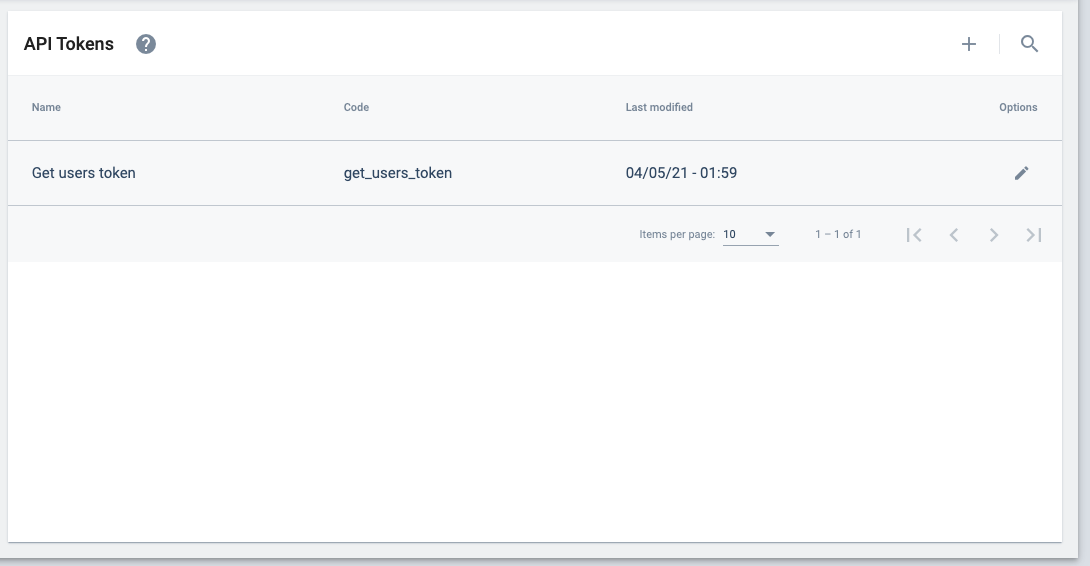 API Tokens ?
Name Code Last modified Options
Get users token get_users_token 04/05/21 - 01:59
Items per page: 10 1 – 1 of 1